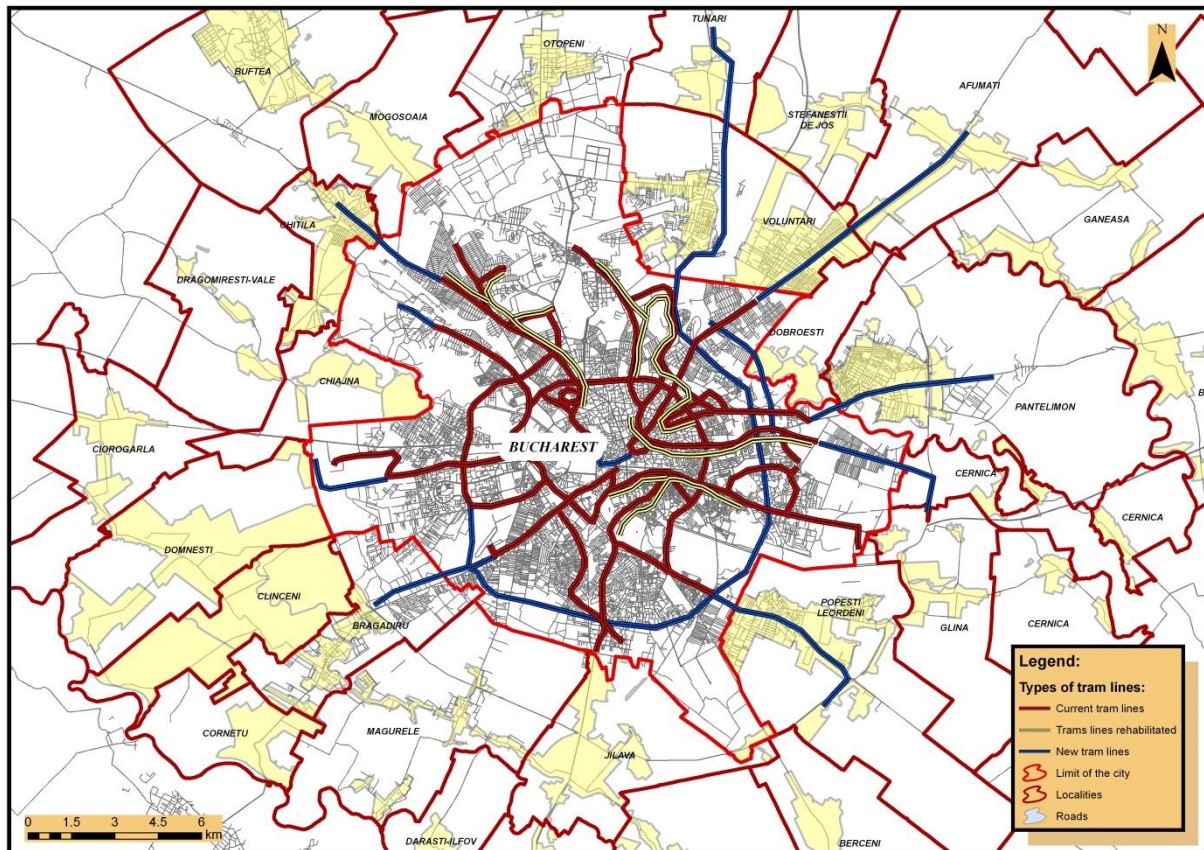 TUNARI
OTOPENI
N
BUFTEA
AFUMATI
MOGOSOAIA
STEFANESTII
DE JOS
GANEASA
CHITILA
VOLUNTARI
DRAGOMIRESTI-VALE
DOBROESTI
CHIAJNA
PANTELIMON
B
BUCHAREST
CIOROGARLA
CERNICA
CERNICA
DOMNESTI
CLINCENI
POPESTI
LEORDENI
BRAGADIRU
GLINA
CERNICA
CORNETU
MAGURELE
JILAVA
DARASTI-ILFOV
BERCENI
0 1.5 3 4.5 6
km
Legend:
Types of tram lines:
Current tram lines
Trams lines rehabilitated
New tram lines
Limit of the city
Localities
Roads